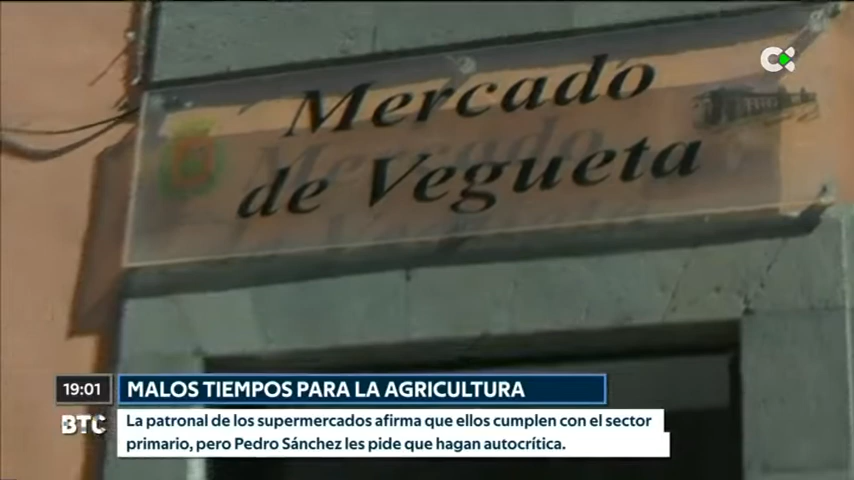 Mercado
de Vegueta
19:01
MALOS TIEMPOS PARA LA AGRICULTURA
BTC
La patronal de los supermercados afirma que ellos cumplen con el sector
primario, pero Pedro Sánchez les pide que hagan autocrítica.